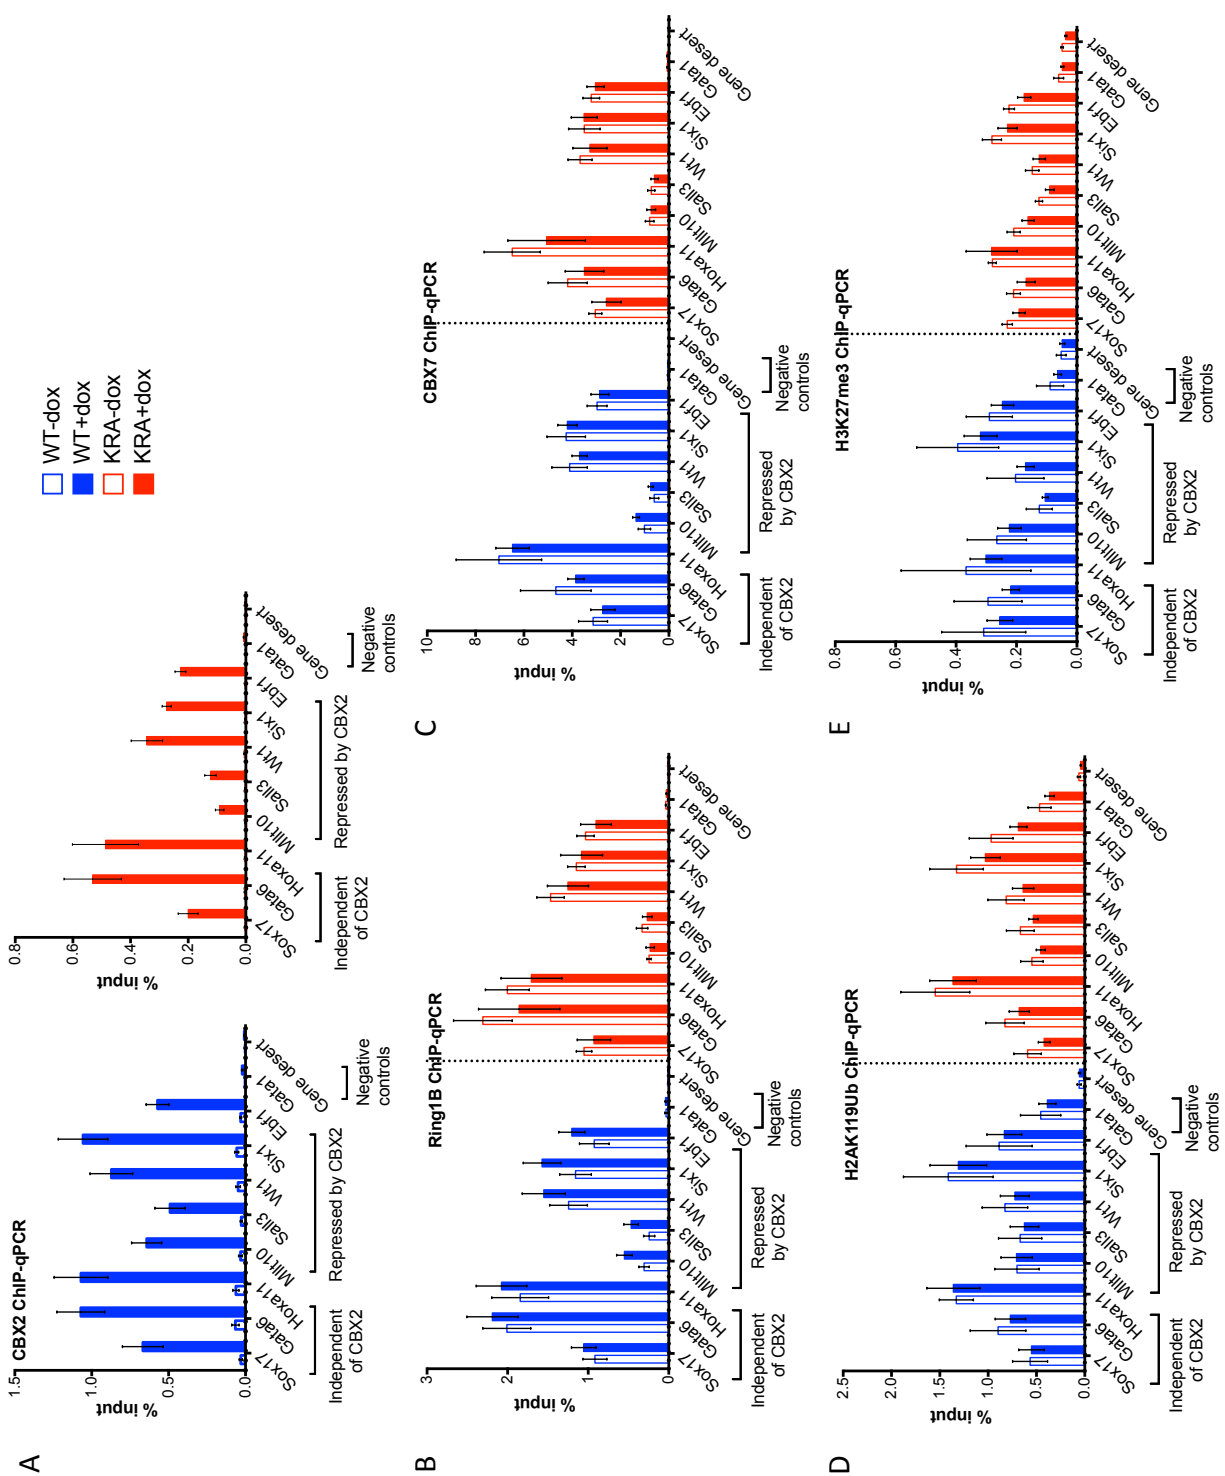 WT-dox
WT+dox
KRA-dox
KRA+dox
A
CBX2 ChIP-qPCR
% input
1.5
1.0
0.5
0.0
Sox17
Gata6
Hoxa11
Mllt10
Sall3
Wt1
Six1
Ebf1
Gata1
Gene desert
Independent
of CBX2
Repressed by CBX2
Negative
controls
% input
0.8
0.6
0.4
0.2
0.0
Sox17
Gata6
Hoxa11
Mllt10
Sall3
Wt1
Six1
Ebf1
Gata1
Gene desert
Independent
of CBX2
Repressed by CBX2
Negative
controls
B
Ring1B ChIP-qPCR
% input
3
2
1
0
Sox17
Gata6
Hoxa11
Mllt10
Sall3
Wt1
Six1
Ebf1
Gata1
Gene desert
Sox17
Gata6
Hoxa11
Mllt10
Sall3
Wt1
Six1
Ebf1
Gata1
Gene desert
Independent
of CBX2
Repressed
by CBX2
Negative
controls
C
CBX7 ChIP-qPCR
% input
10
8
6
4
2
0
Sox17
Gata6
Hoxa11
Mllt10
Sall3
Wt1
Six1
Ebf1
Gata1
Gene desert
Sox17
Gata6
Hoxa11
Mllt10
Sall3
Wt1
Six1
Ebf1
Gata1
Gene desert
Independent
of CBX2
Repressed
by CBX2
Negative
controls
D
H2AK119Ub ChIP-qPCR
% input
2.5
2.0
1.5
1.0
0.5
0.0
Sox17
Gata6
Hoxa11
Mllt10
Sall3
Wt1
Six1
Ebf1
Gata1
Gene desert
Sox17
Gata6
Hoxa11
Mllt10
Sall3
Wt1
Six1
Ebf1
Gata1
Gene desert
Independent
of CBX2
Repressed
by CBX2
Negative
controls
E
H3K27me3 ChIP-qPCR
% input
0.8
0.6
0.4
0.2
0.0
Sox17
Gata6
Hoxa11
Mllt10
Sall3
Wt1
Six1
Ebf1
Gata1
Gene desert
Sox17
Gata6
Hoxa11
Mllt10
Sall3
Wt1
Six1
Ebf1
Gata1
Gene desert
Independent
of CBX2
Repressed
by CBX2
Negative
controls